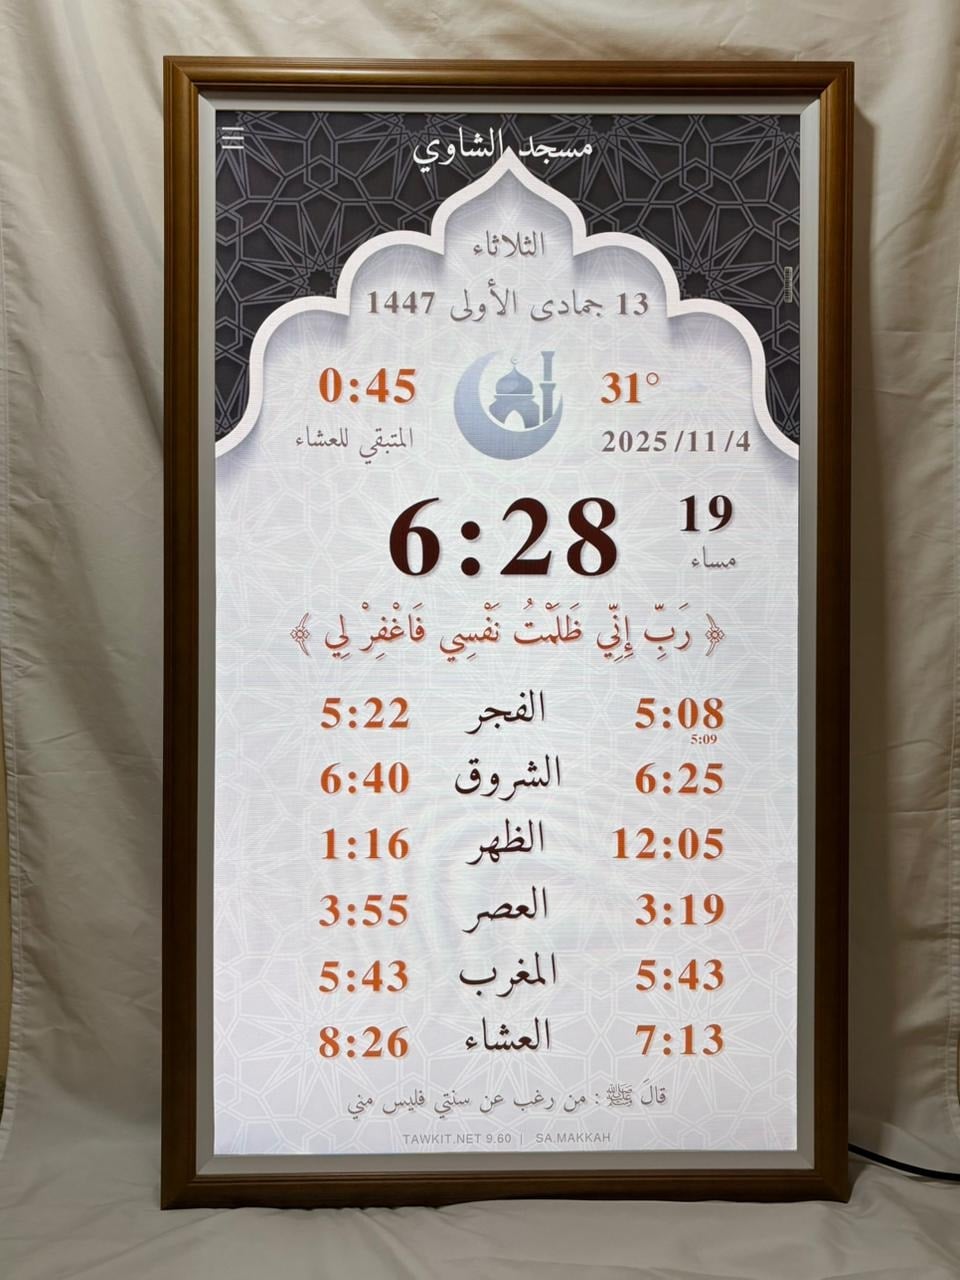 مسجد الشاوي
الثلاثاء
13 جمادى الأولى 1447
31° 0:45
2025/11/4 المتبقي للعشاء
19 6:28
مساء
﴿ رَبِّ إِنِّي ظَلَمْتُ نَفْسِي فَاغْفِرْ لِي ﴾
5:08 الفجر 5:22
5:09
6:25 الشروق 6:40
12:05 الظهر 1:16
3:19 العصر 3:55
5:43 المغرب 5:43
7:13 العشاء 8:26
قالَ ﷺ : من رغب عن سنتي فليس مني
TAWKIT.NET 9.60 | SA.MAKKAH